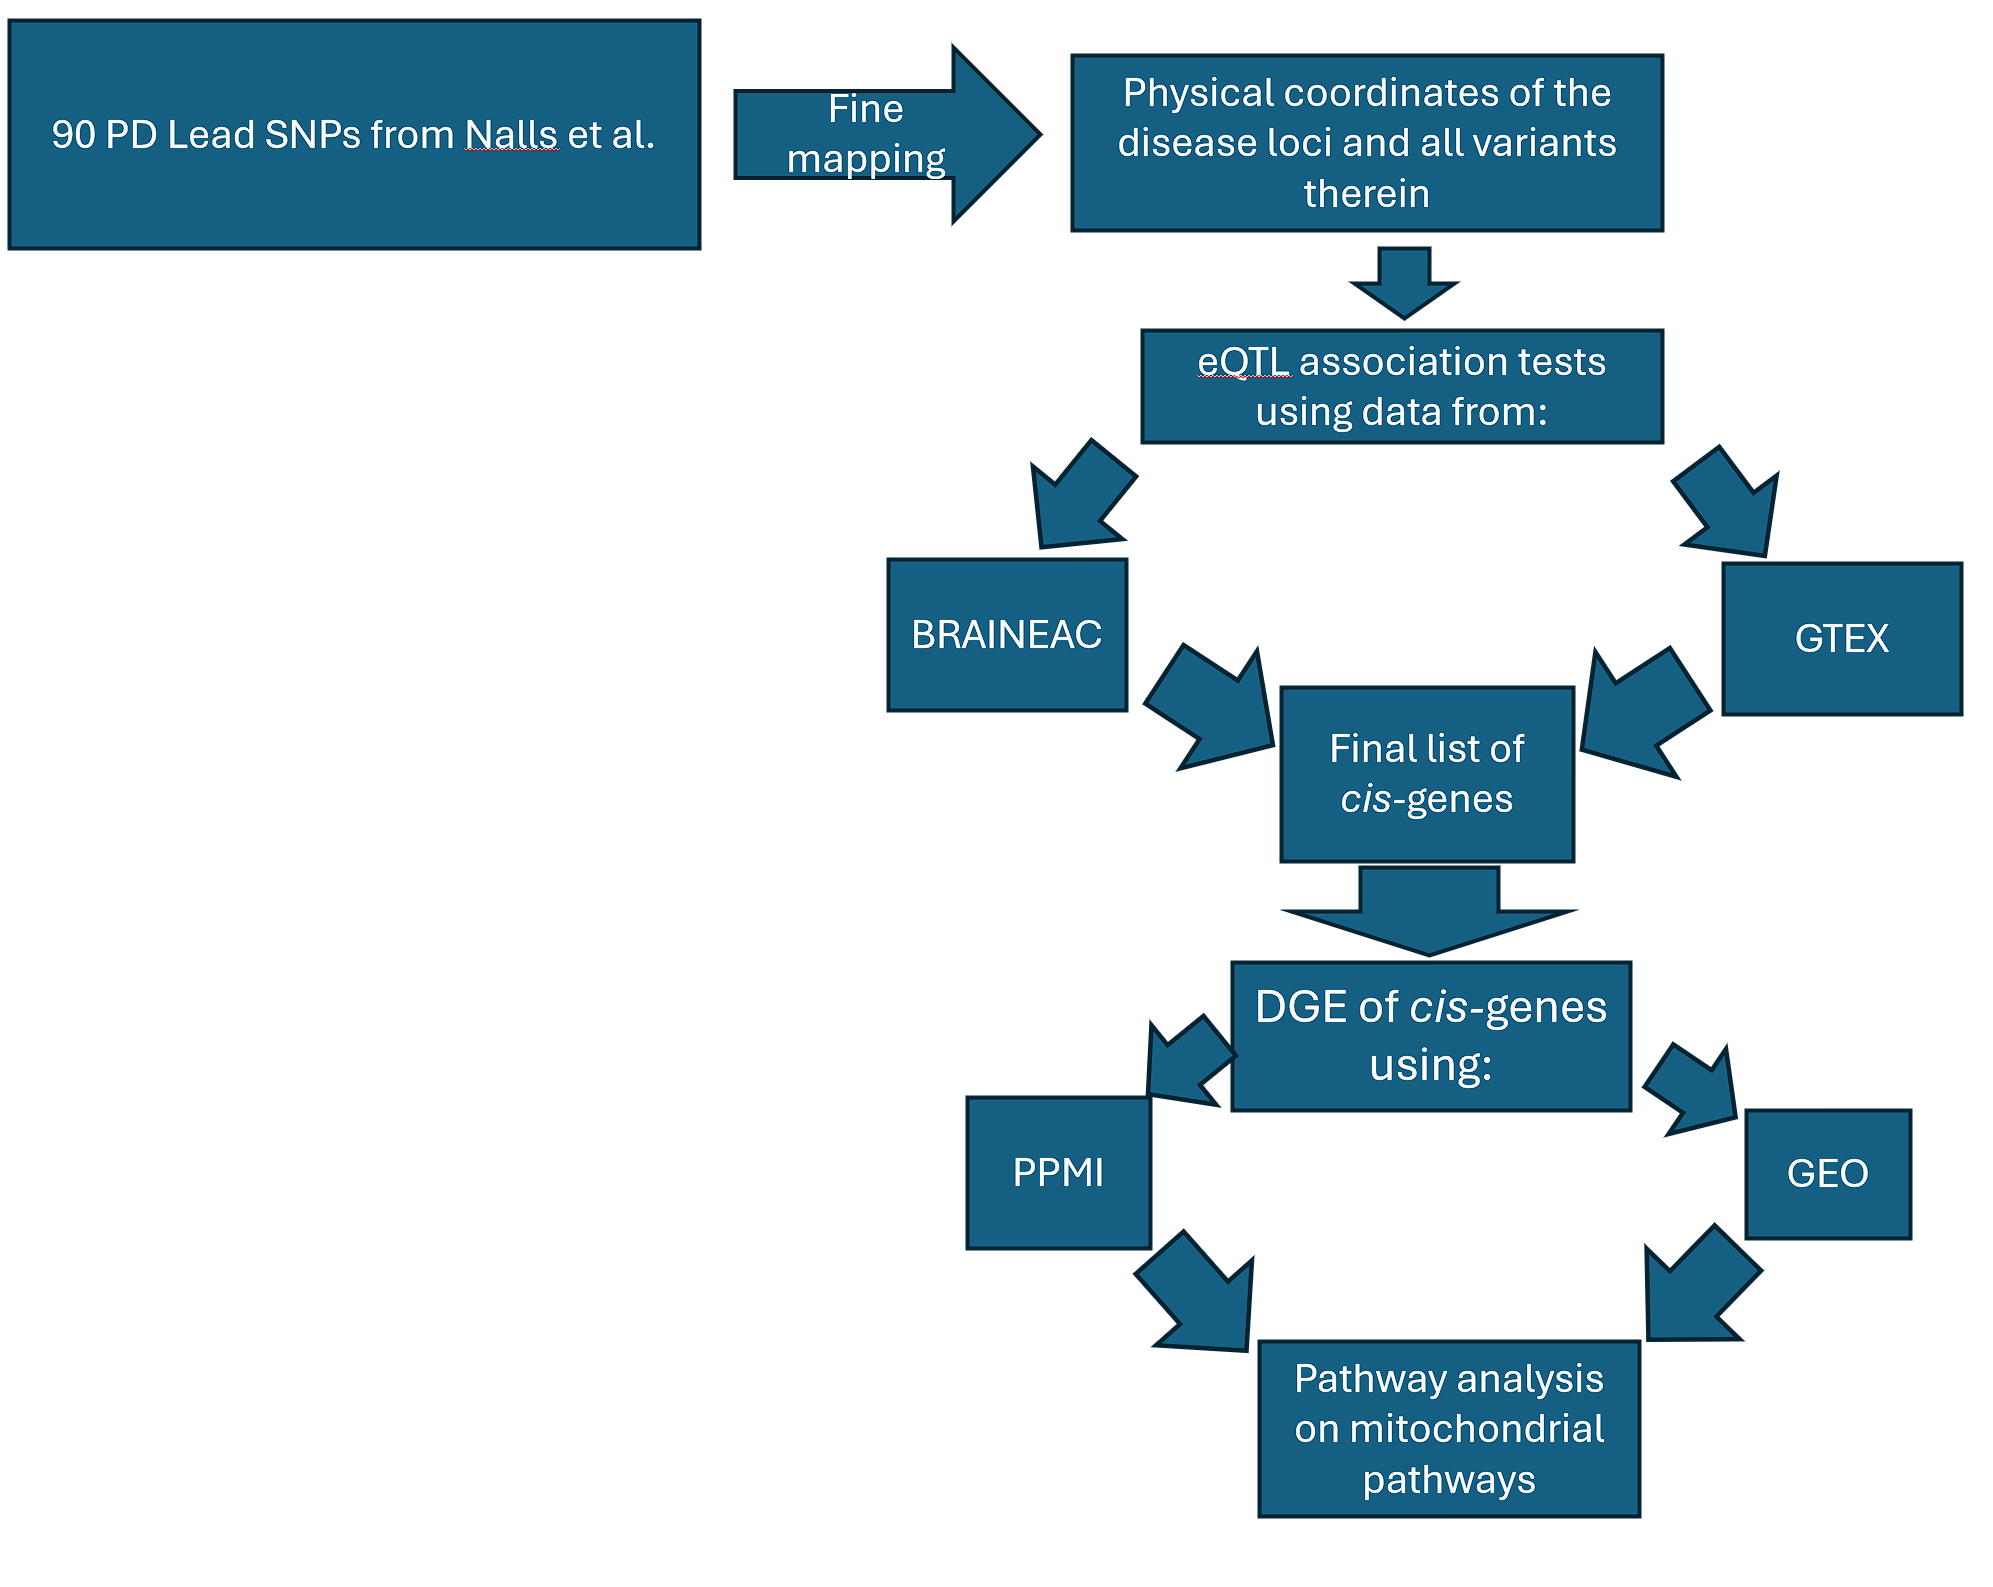 90 PD Lead SNPs from Nalls et al.
Fine
mapping
Physical coordinates of the
disease loci and all variants
therein
eQTL association tests
using data from:
BRAINEAC
GTEX
Final list of
cis-genes
DGE of cis-genes
using:
PPMI
GEO
Pathway analysis
on mitochondrial
pathways